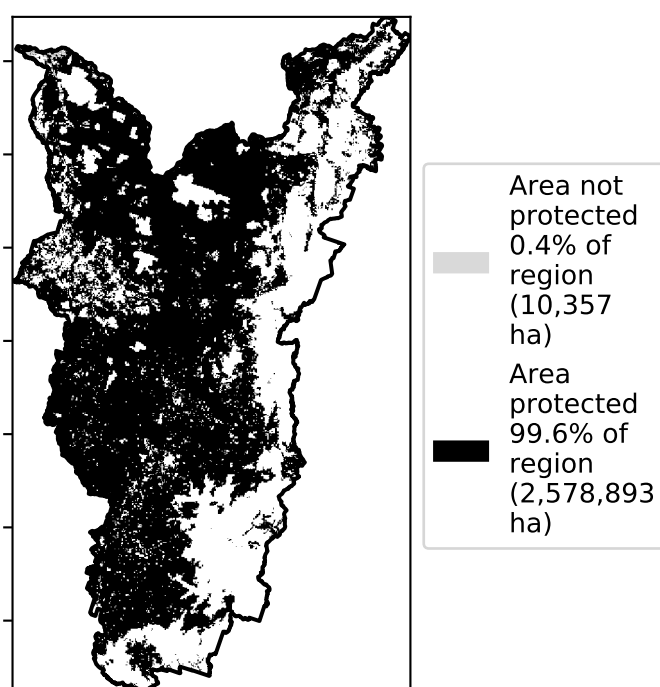 Area not
protected
0.4% of
region
(10,357
ha)
Area
protected
99.6% of
region
(2,578,893
ha)